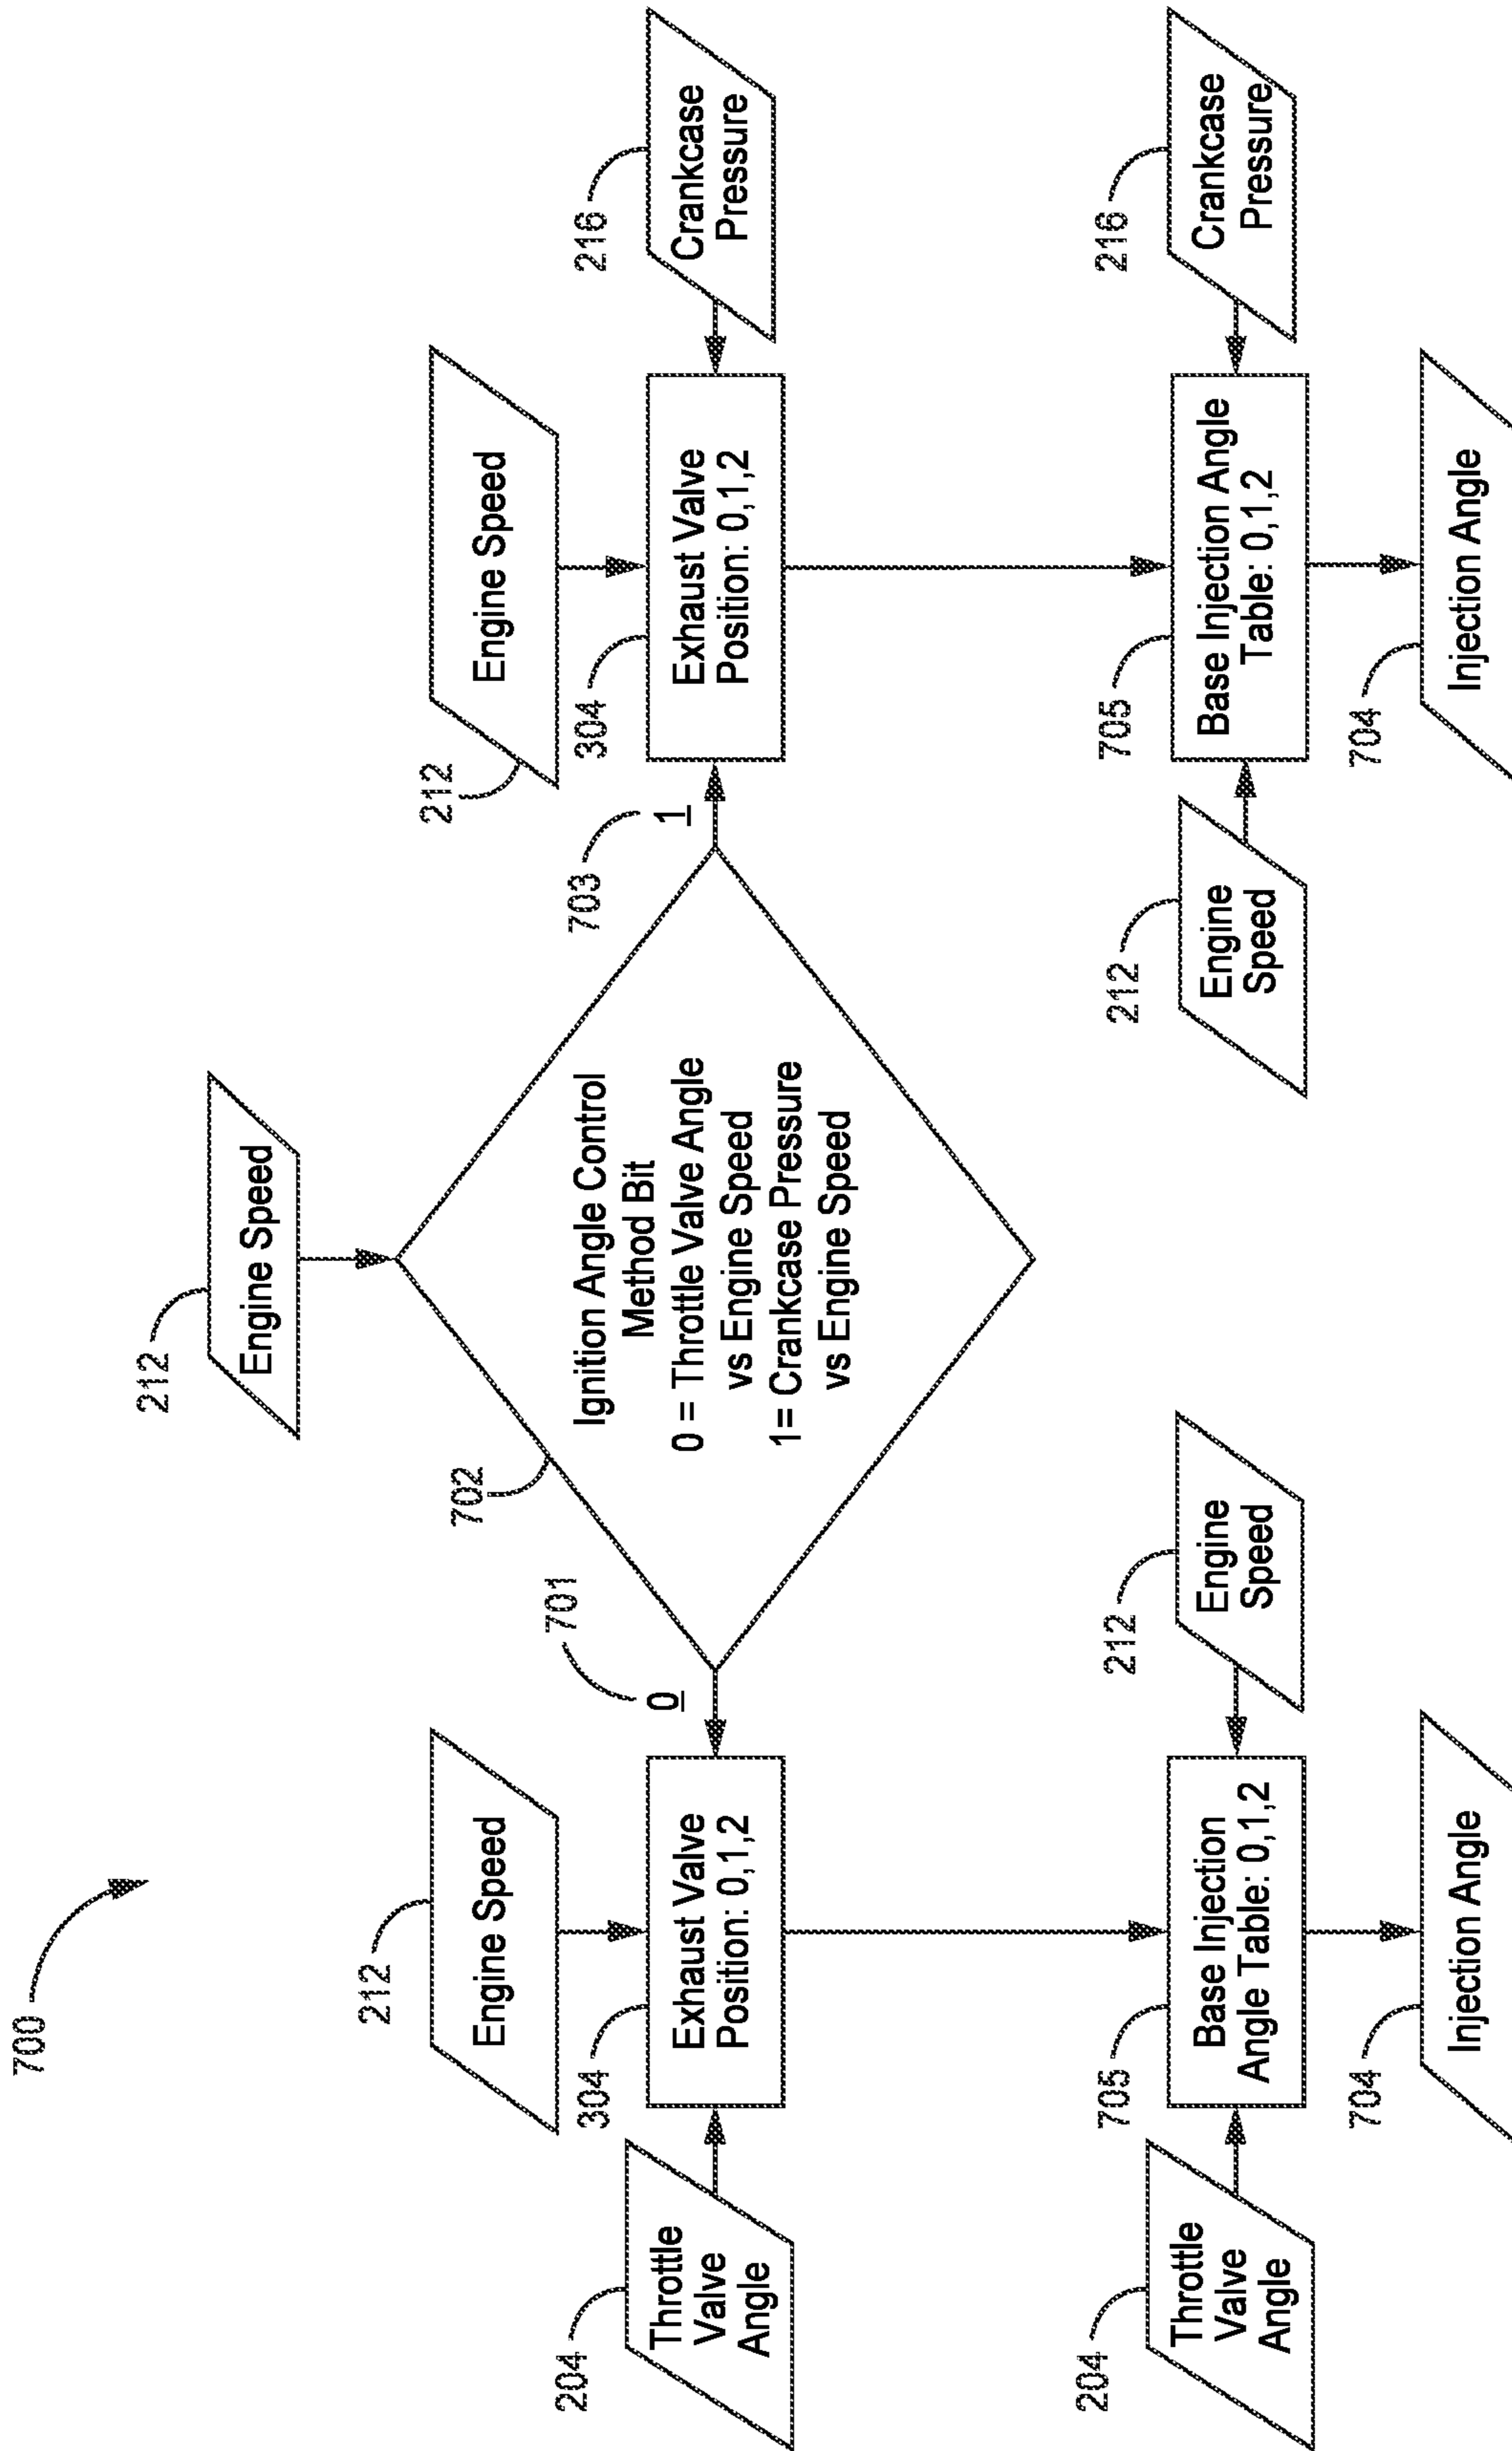 700
212
Engine Speed
212
Engine Speed
212
Engine Speed
702
Ignition Angle Control
Method Bit
0 = Throttle Valve Angle
vs Engine Speed
1= Crankcase Pressure
vs Engine Speed
701
0
703
1
204
Throttle
Valve
Angle
304
Exhaust Valve
Position: 0,1,2
304
Exhaust Valve
Position: 0,1,2
216
Crankcase
Pressure
204
Throttle
Valve
Angle
705
Base Injection
Angle Table: 0,1,2
212
Engine
Speed
212
Engine
Speed
705
Base Injection Angle
Table: 0,1,2
216
Crankcase
Pressure
704
Injection Angle
704
Injection Angle